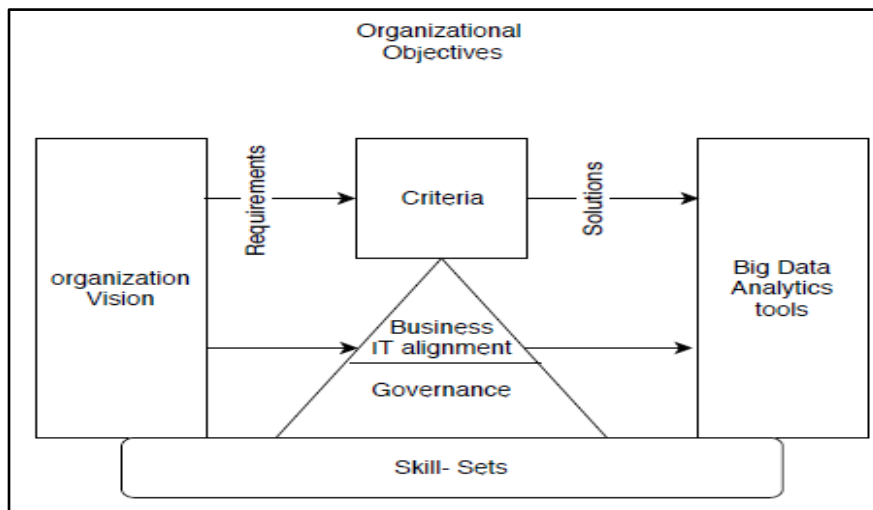 Organizational
Objectives
Requirements
Criteria
Solutions
organization
Vision
Big Data
Analytics
tools
Business
IT alignment
Governance
Skill- Sets